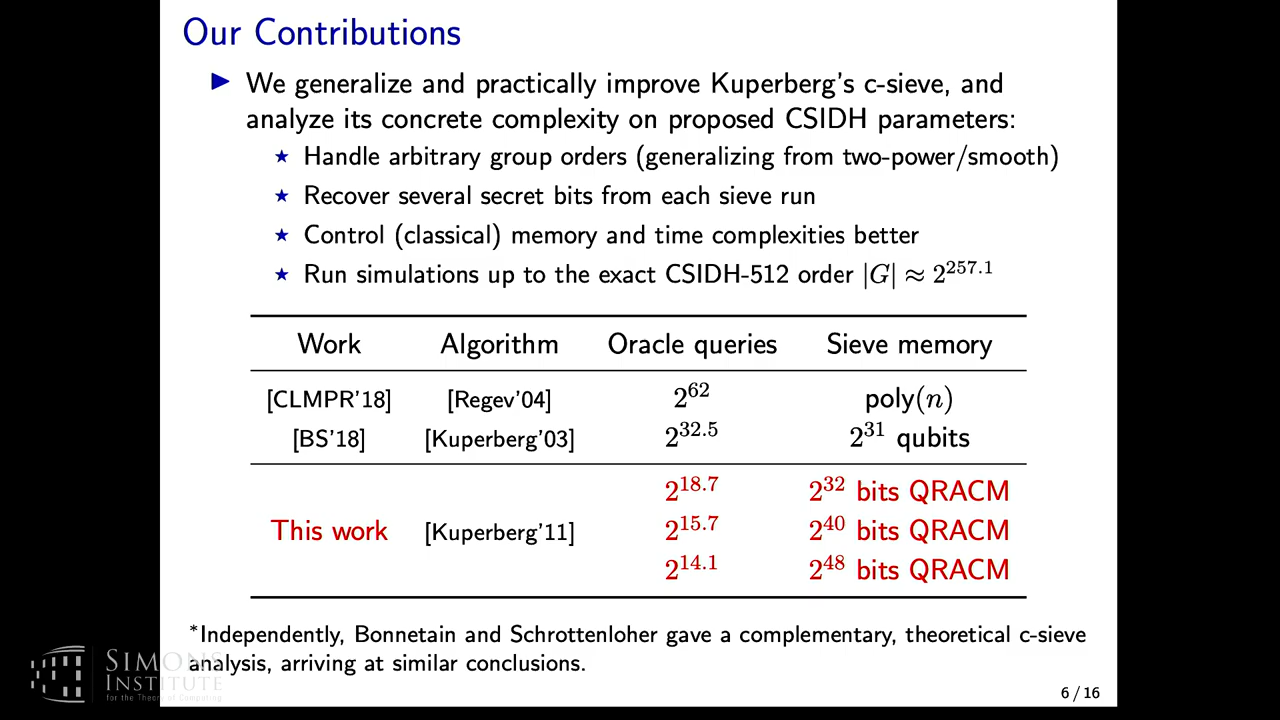 Our Contributions
▶ We generalize and practically improve Kuperberg's c-sieve, and
analyze its concrete complexity on proposed CSIDH parameters:
★ Handle arbitrary group orders (generalizing from two-power/smooth)
★ Recover several secret bits from each sieve run
★ Control (classical) memory and time complexities better
★ Run simulations up to the exact CSIDH-512 order |G| ≈ 2^257.1
Work Algorithm Oracle queries Sieve memory
[CLMPR'18] [Regev'04] 2^62 poly(n)
[BS'18] [Kuperberg'03] 2^32.5 2^31 qubits
2^18.7 2^32 bits QRACM
This work [Kuperberg'11] 2^15.7 2^40 bits QRACM
2^14.1 2^48 bits QRACM
*Independently, Bonnetain and Schrottenloher gave a complementary, theoretical c-sieve
analysis, arriving at similar conclusions.
SIMONS
INSTITUTE
for the Theory of Computing
6 / 16